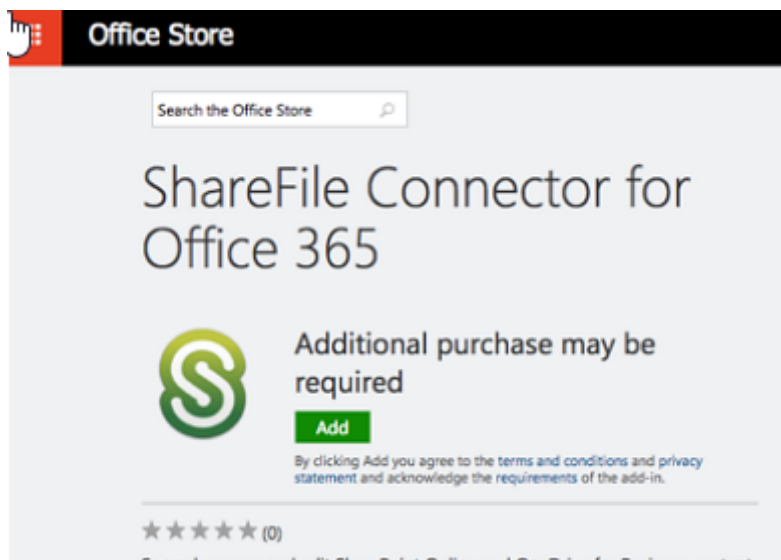 Office Store
Search the Office Store
ShareFile Connector for
Office 365
Additional purchase may be
required
Add
By clicking Add you agree to the terms and conditions and privacy
statement and acknowledge the requirements of the add-in.
(0)